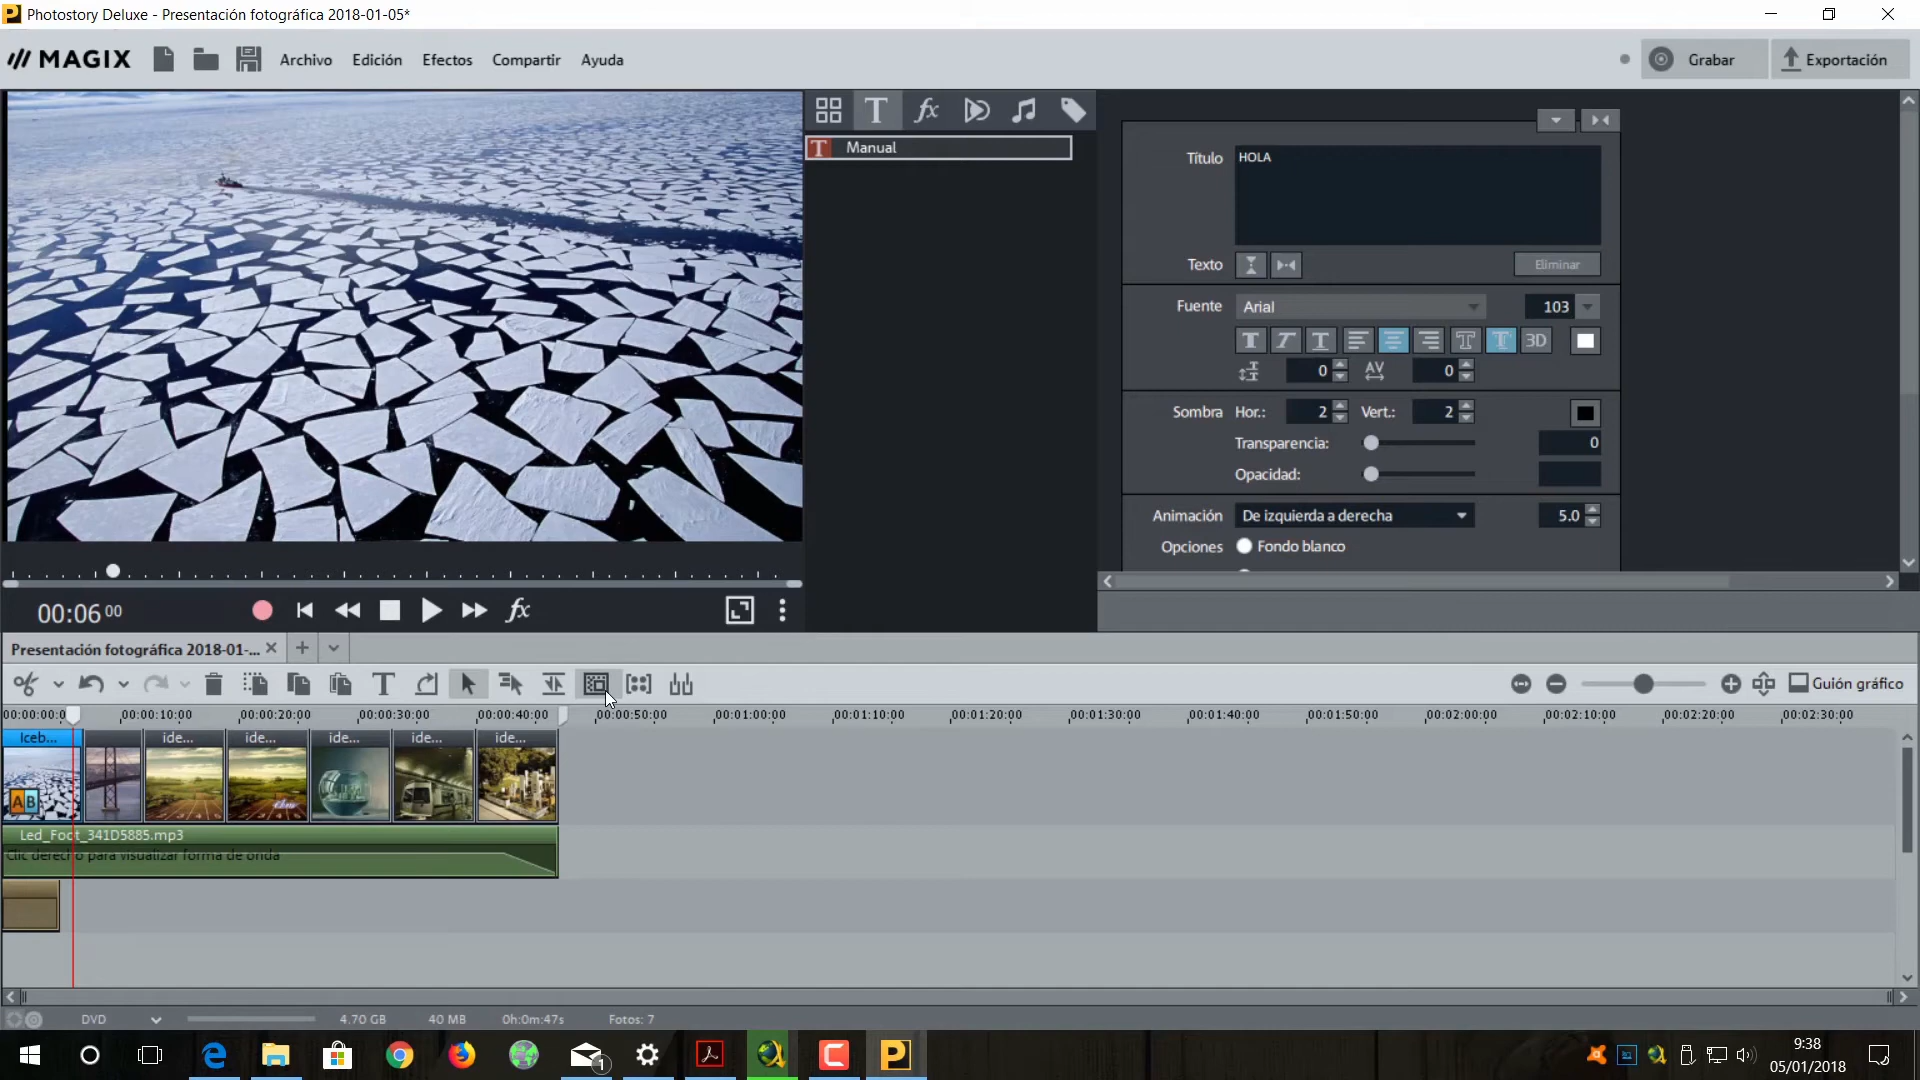 Photostory Deluxe - Presentación fotográfica 2018-01-05*
MAGIX
Archivo
Edición
Efectos
Compartir
Ayuda
Grabar
Exportación
Manual
Título
HOLA
Texto
Eliminar
Fuente
Arial
103
3D
0
AV
0
Sombra
Hor.:
2
Vert.:
2
Transparencia:
0
Opacidad:
Animación
De izquierda a derecha
5.0
Opciones
Fondo blanco
00:06 00
Presentación fotográfica 2018-01-...
Guión gráfico
00:00:00:0
00:00:10:00
00:00:20:00
00:00:30:00
00:00:40:00
00:00:50:00
00:01:00:00
00:01:10:00
00:01:20:00
00:01:30:00
00:01:40:00
00:01:50:00
00:02:00:00
00:02:10:00
00:02:20:00
00:02:30:00
Iceb...
ide...
ide...
ide...
ide...
ide...
AB
Led_Foot_341D5885.mp3
Clic derecho para visualizar forma de onda
DVD
4.70 GB
40 MB
0h:0m:47s
Fotos: 7
1
9:38
05/01/2018